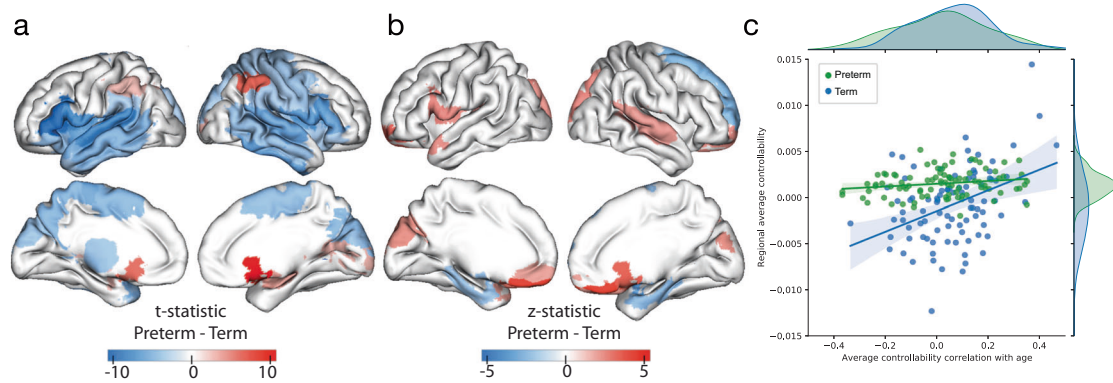 a
t-statistic
Preterm - Term
-10
0
10
b
z-statistic
Preterm - Term
-5
0
5
c
Preterm
Term
Regional average controllability
0.015
0.010
0.005
0.000
-0.005
-0,010
-0.015
−0.4
−0.2
0.0
0.2
0.4
Average controllability correlation with age